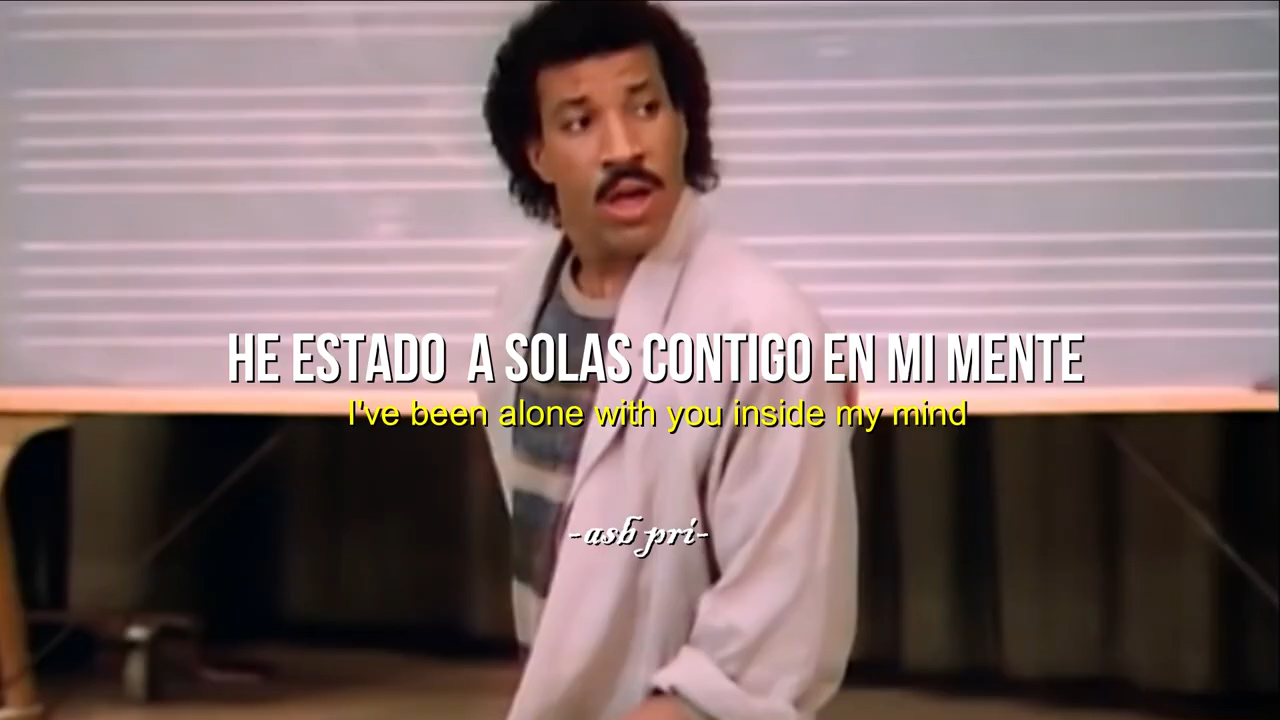 HE ESTADO A SOLAS CONTIGO EN MI MENTE
I've been alone with you inside my mind
-asb pri-